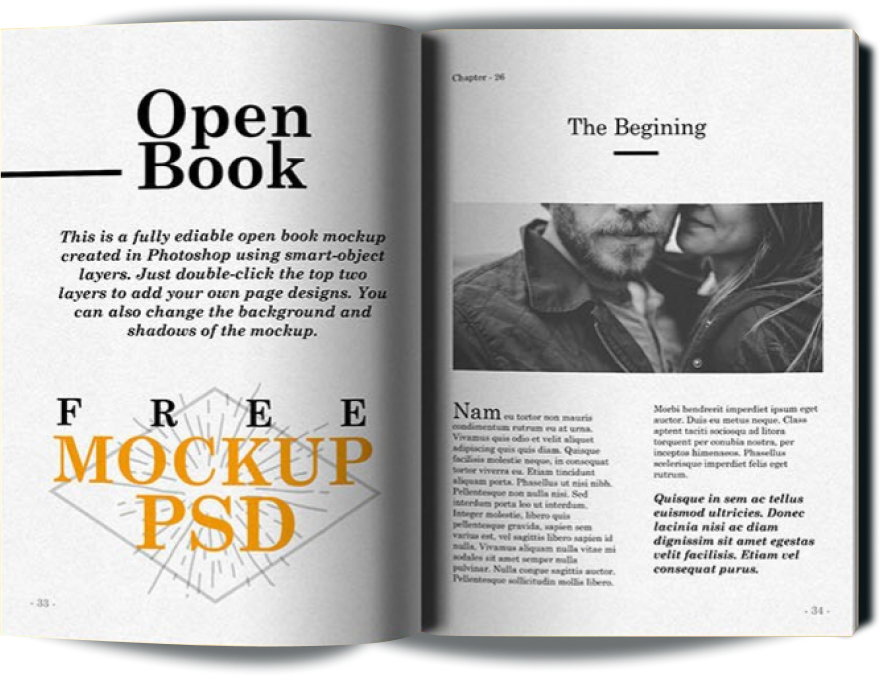 Open
Book
This is a fully ediable open book mockup
created in Photoshop using smart-object
layers. Just double-click the top two
layers to add your own page designs. You
can also change the background and
shadows of the mockup.
F R E E
MOCKUP
PSD
- 33 -
Chapter - 26
The Begining
Nam eu tortor non mauris
condimentum rutrum eu at urna.
Vivamus quis odio et velit aliquet
adipiscing quis quis diam. Quisque
facilisis molestie neque, in consequat
tortor viverra eu. Etiam tincidunt
aliquam porta. Phasellus ut nisi nibh.
Pellentesque non nulla nisi. Sed
interdum porta leo ut interdum.
Integer molestie, libero quis
pellentesque gravida, sapien sem
varius est, vel sagittis libero sapien id
nulla. Vivamus aliquam nulla vitae mi
sodales sit amet semper nulla
pulvinar. Nulla congue sagittis auctor.
Pellentesque sollicitudin mollis libero.
Morbi hendrerit imperdiet ipsum eget
auctor. Duis eu metus neque. Class
aptent taciti sociosqu ad litora
torquent per conubia nostra, per
inceptos himenaeos. Phasellus
scelerisque imperdiet felis eget
rutrum.
Quisque in sem ac tellus
euismod ultricies. Donec
lacinia nisi ac diam
dignissim sit amet egestas
velit facilisis. Etiam vel
consequat purus.
- 34 -